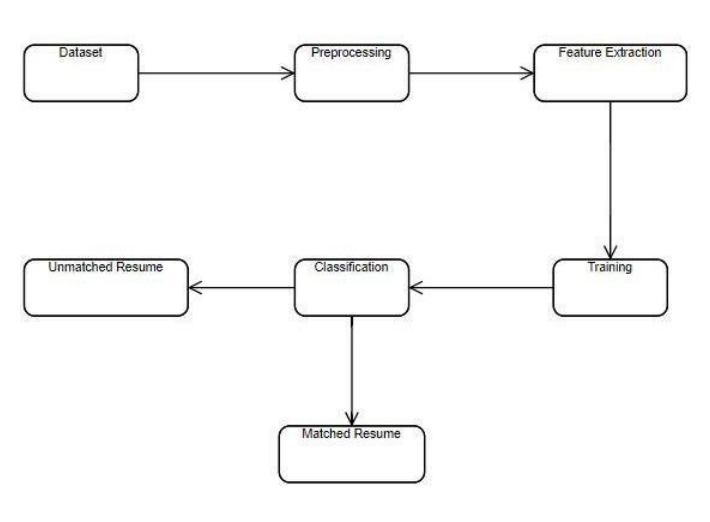 Dataset
Preprocessing
Feature Extraction
Unmatched Resume
Classification
Training
Matched Resume